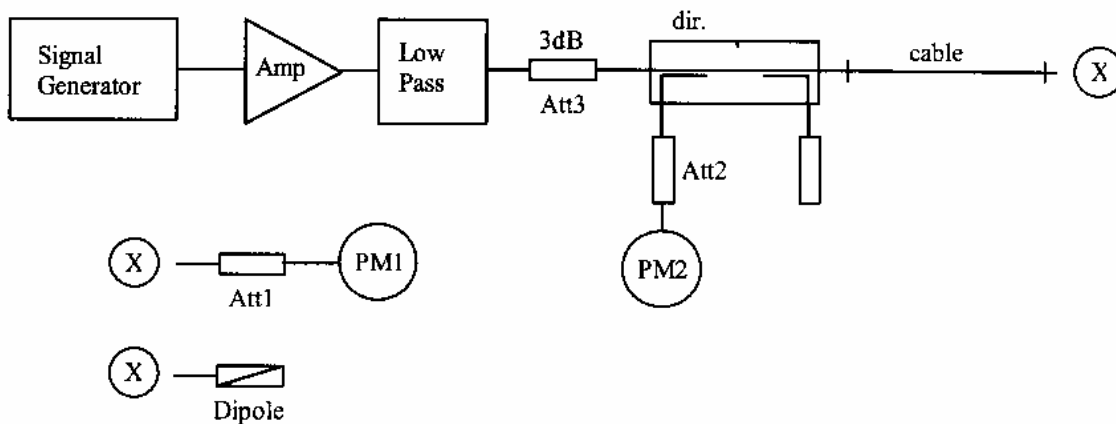 dir.
3dB
Low
Pass
Signal
Generator
Amp
cable
X
Att3
Att2
X
PM1
PM2
Att1
X
Dipole